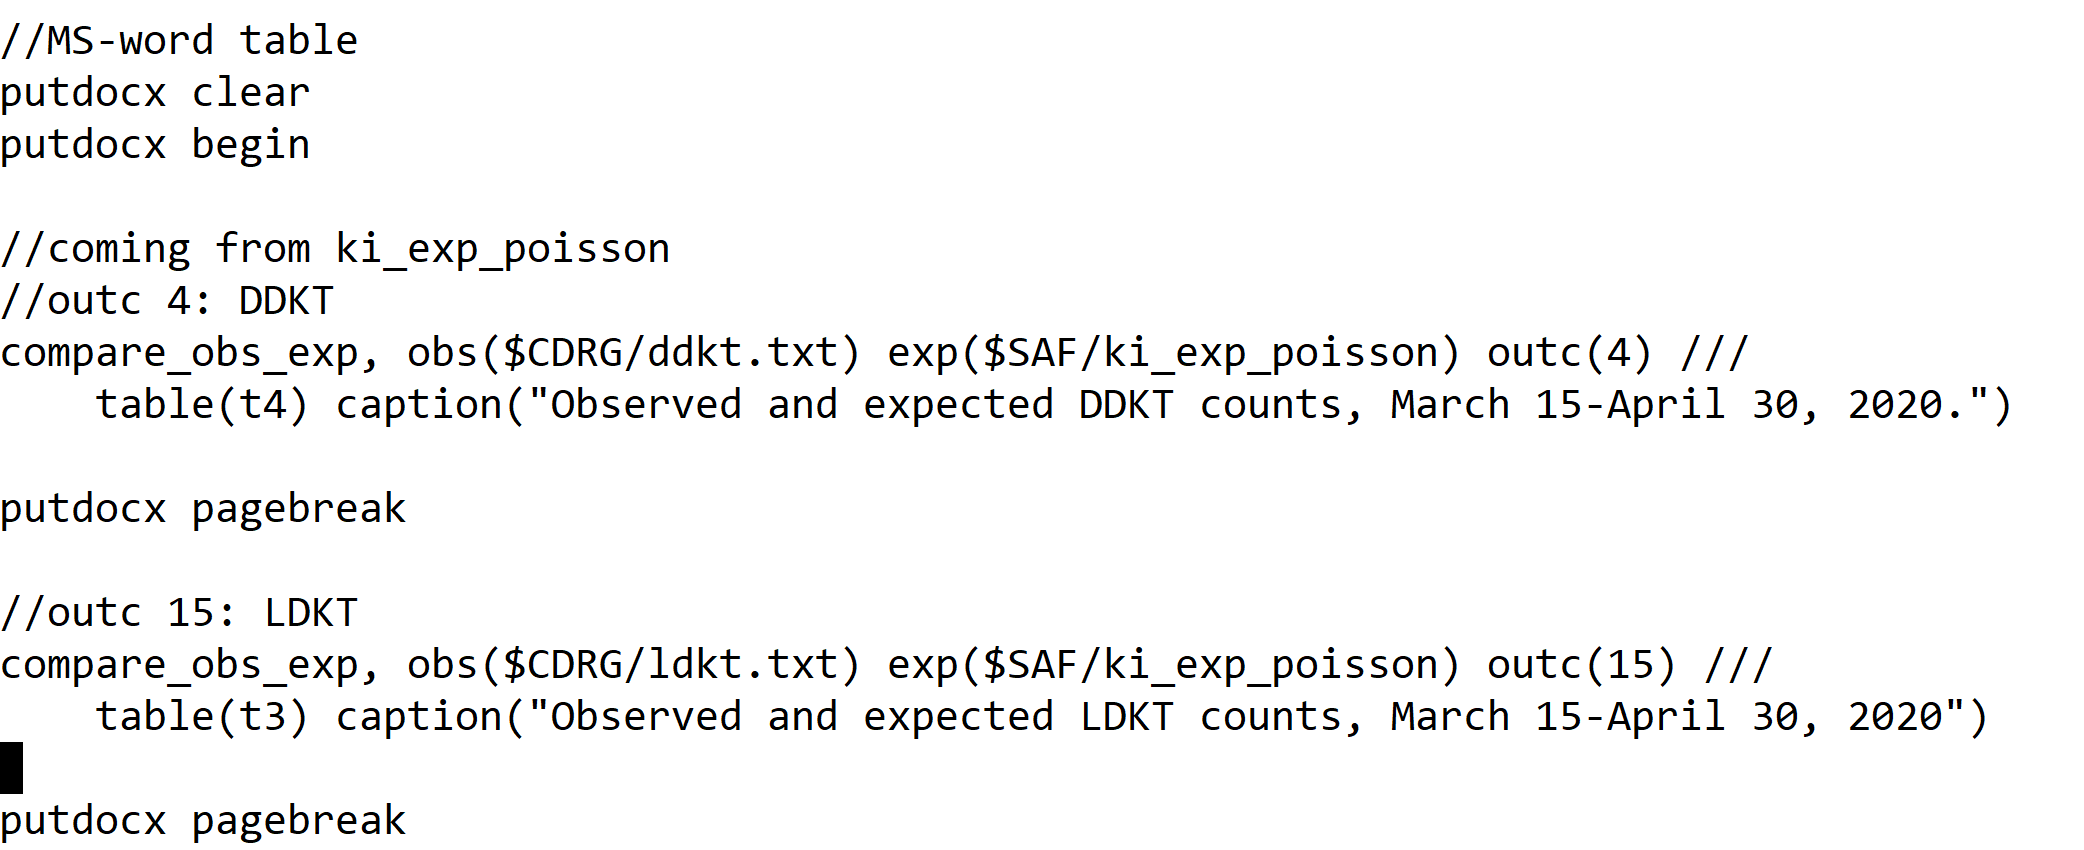 //MS-word table
putdocx clear
putdocx begin
//coming from ki_exp_poisson
//outc 4: DDKT
compare_obs_exp, obs($CDRG/ddkt.txt) exp($SAF/ki_exp_poisson) outc(4) ///
    table(t4) caption("Observed and expected DDKT counts, March 15-April 30, 2020.")
putdocx pagebreak
//outc 15: LDKT
compare_obs_exp, obs($CDRG/ldkt.txt) exp($SAF/ki_exp_poisson) outc(15) ///
    table(t3) caption("Observed and expected LDKT counts, March 15-April 30, 2020")
putdocx pagebreak